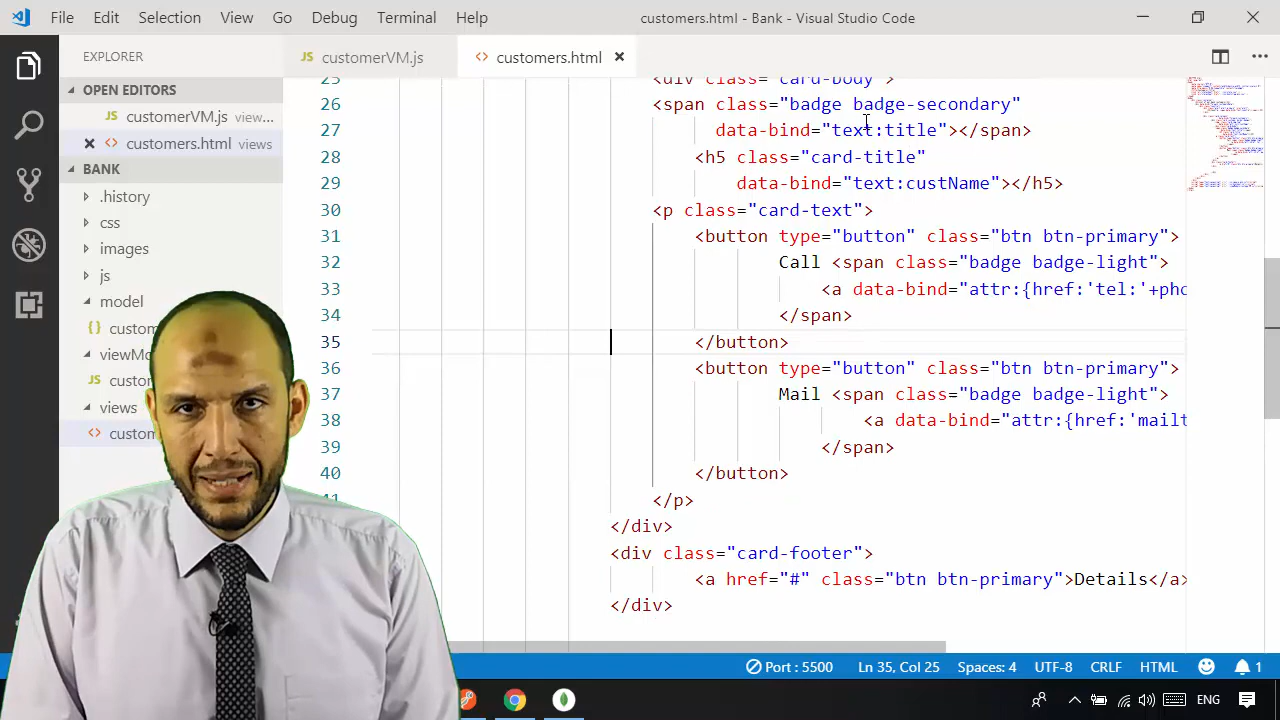 File Edit Selection View Go Debug Terminal Help
customers.html - Bank - Visual Studio Code
EXPLORER
JS customerVM.js
<> customers.html
OPEN EDITORS
JS customerVM.js view...
customers.html views
BANK
.history
css
images
js
model
{} custom
viewMo
JS custo
views
<> custom
25 <div class="card-body">
26 <span class="badge badge-secondary"
27 data-bind="text:title"></span>
28 <h5 class="card-title"
29 data-bind="text:custName"></h5>
30 <p class="card-text">
31 <button type="button" class="btn btn-primary">
32 Call <span class="badge badge-light">
33 <a data-bind="attr:{href:'tel:'+pho
34 </span>
35 </button>
36 <button type="button" class="btn btn-primary">
37 Mail <span class="badge badge-light">
38 <a data-bind="attr:{href:'mailt
39 </span>
40 </button>
41 </p>
</div>
<div class="card-footer">
<a href="#" class="btn btn-primary">Details</a>
</div>
Port : 5500 Ln 35, Col 25 Spaces: 4 UTF-8 CRLF HTML 1
ENG